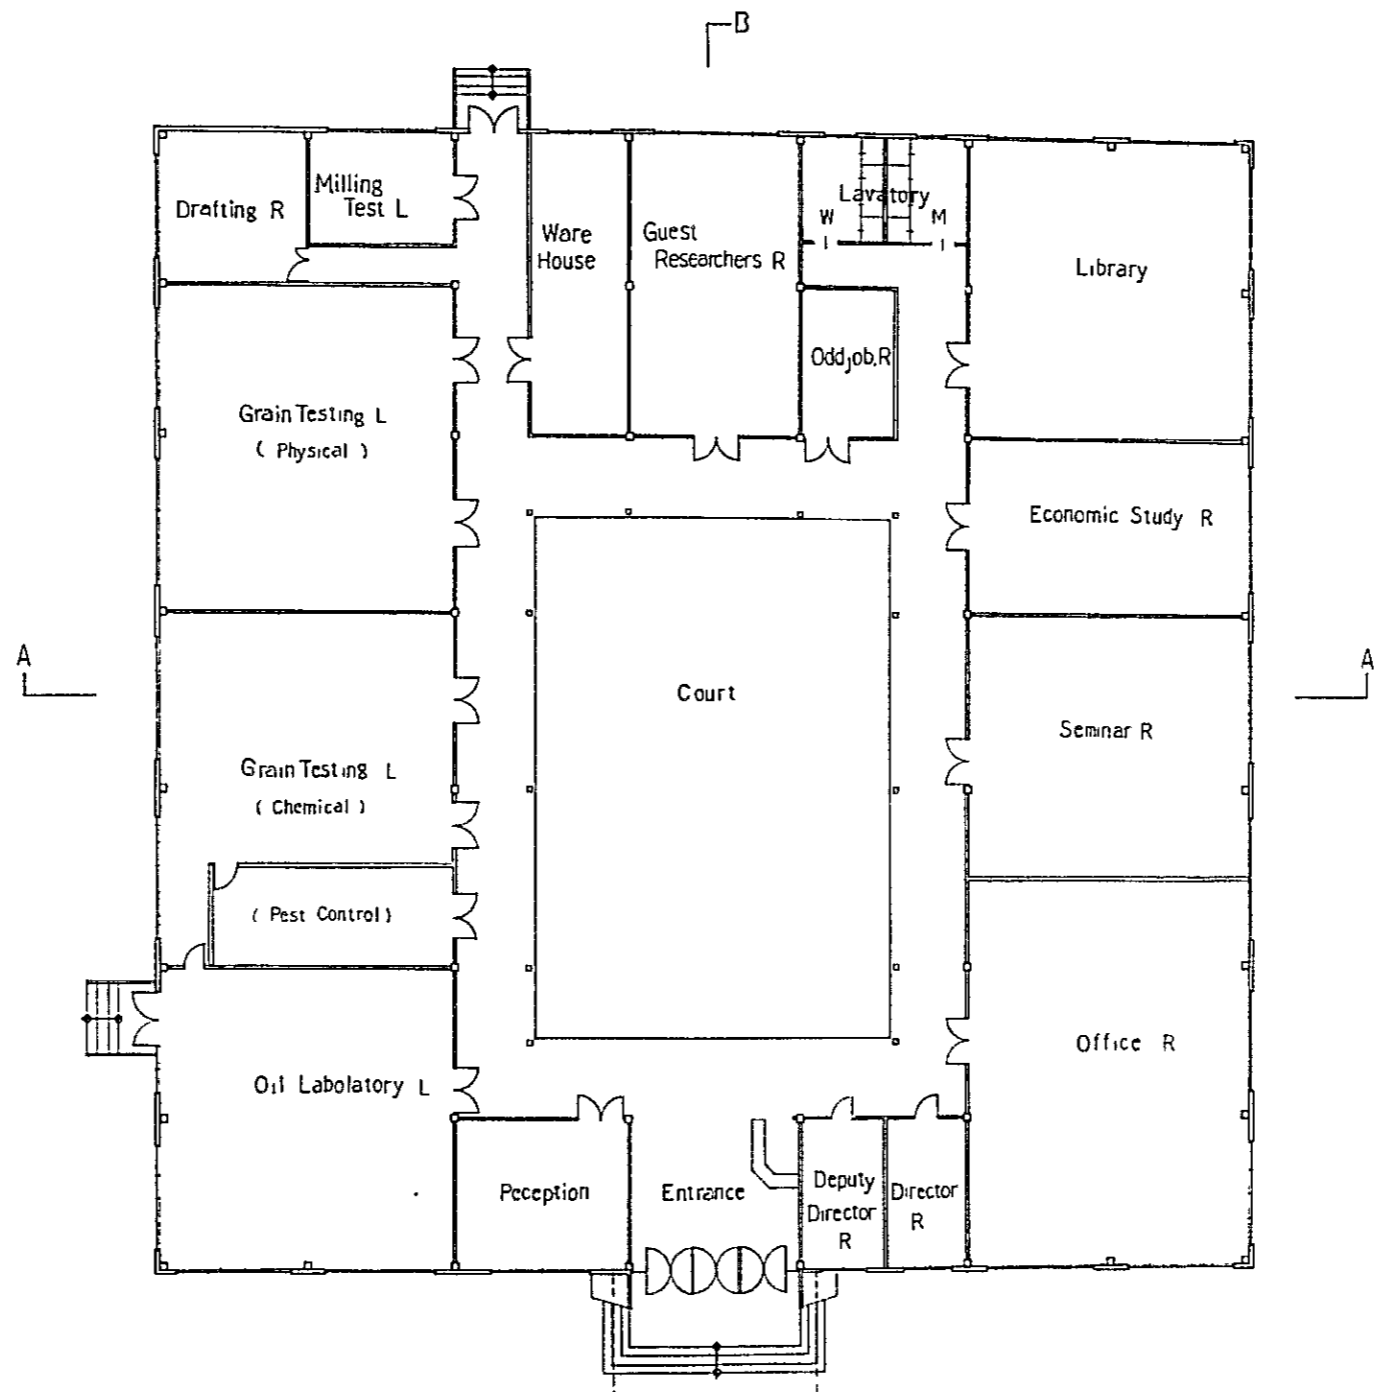 B
Drafting R
Milling
Test L
Ware
House
Guest
Researchers R
Lavatory
W
M
Library
Oddjob.R
Grain Testing L
( Physical )
Economic Study R
A
A
Court
Seminar R
Grain Testing L
( Chemical )
( Pest Control )
Office R
Oil Labolatory L
Peception
Entrance
Deputy
Director
R
Director
R